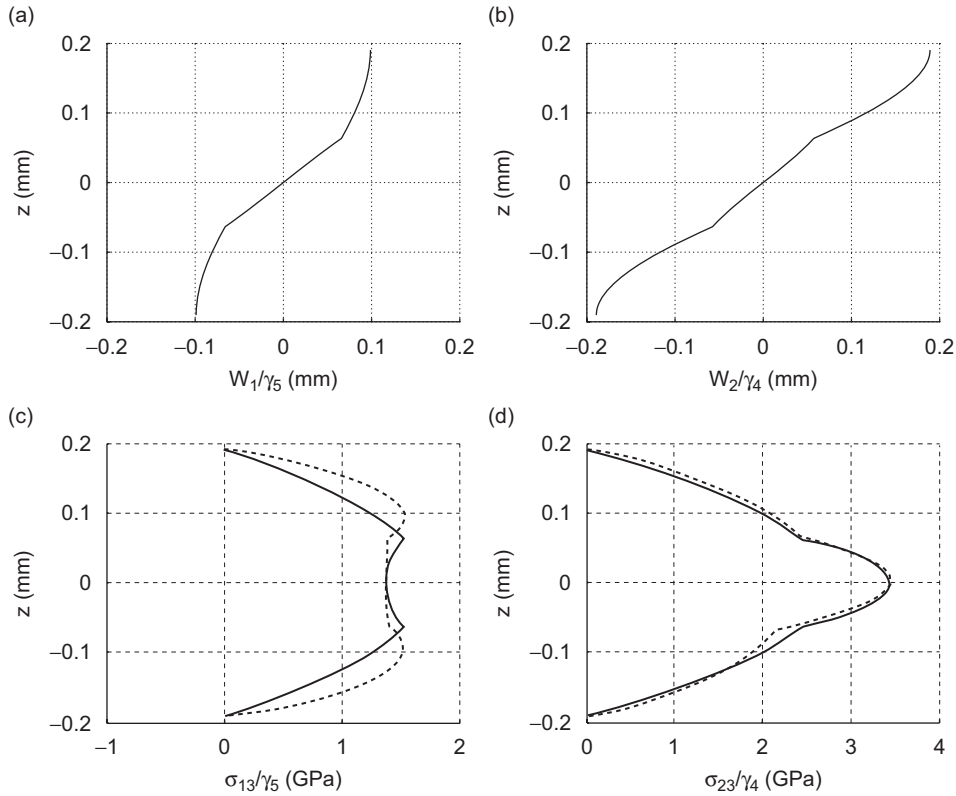 (a)
0.2
0.1
0
−0.1
−0.2
z (mm)
−0.2 −0.1 0 0.1 0.2
W₁/γ₅ (mm)
(b)
0.2
0.1
0
−0.1
−0.2
z (mm)
−0.2 −0.1 0 0.1 0.2
W₂/γ₄ (mm)
(c)
0.2
0.1
0
−0.1
−0.2
z (mm)
−1 0 1 2
σ₁₃/γ₅ (GPa)
(d)
0.2
0.1
0
−0.1
−0.2
z (mm)
0 1 2 3 4
σ₂₃/γ₄ (GPa)